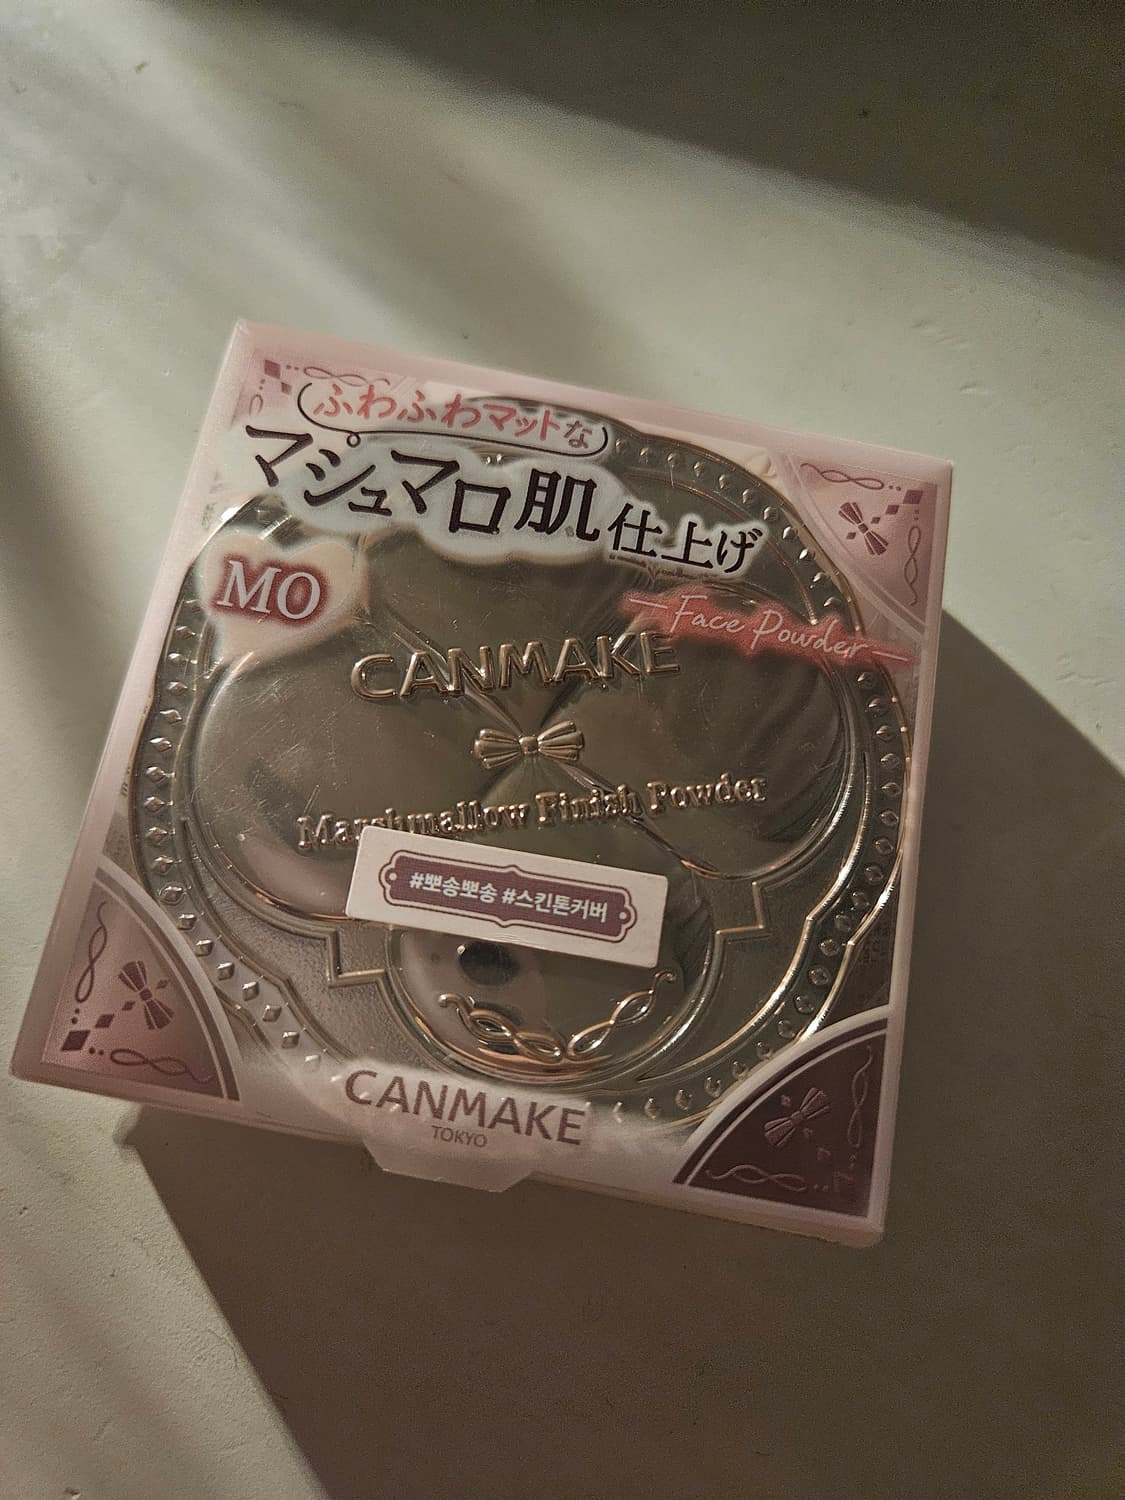 ふわふわマットな
マシュマロ肌仕上げ
MO
Face Powder
CANMAKE
Marshmallow Finish Powder
#뽀송뽀송 #스킨톤커버
CANMAKE
TOKYO